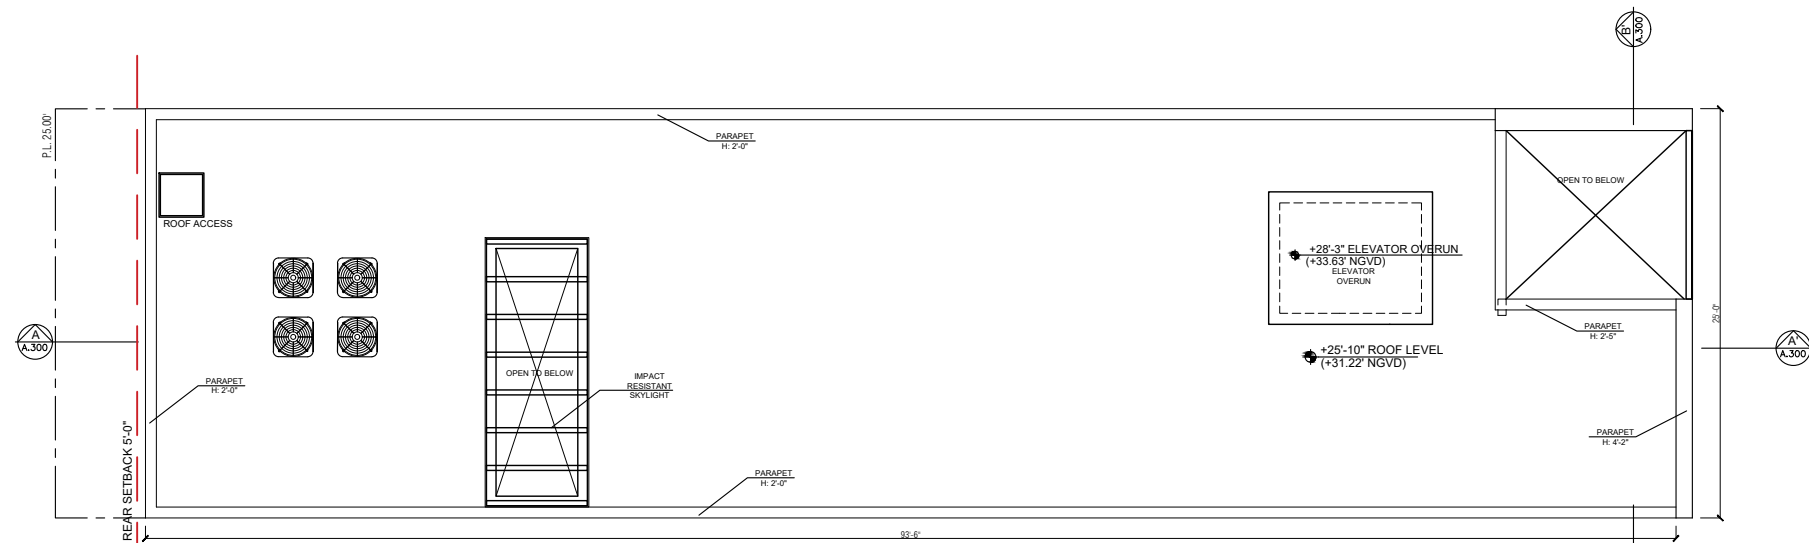 B'
A.300
P.L. 25.00'
PARAPET
H: 2'-0"
OPEN TO BELOW
ROOF ACCESS
+28'-3" ELEVATOR OVERUN
(+33.63' NGVD)
ELEVATOR
OVERUN
25'-0"
PARAPET
H: 2'-5"
A
A.300
A'
A.300
+25'-10" ROOF LEVEL
(+31.22' NGVD)
OPEN TO BELOW
IMPACT
RESISTANT
SKYLIGHT
PARAPET
H: 2'-0"
PARAPET
H: 4'-2"
REAR SETBACK 5'-0"
PARAPET
H: 2'-0"
93'-6"